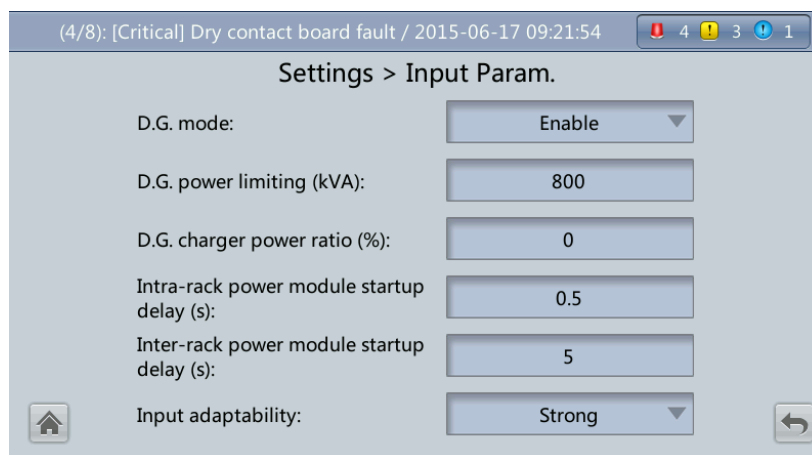 (4/8): [Critical] Dry contact board fault / 2015-06-17 09:21:54 4 3 1
Settings > Input Param.
D.G. mode: Enable
D.G. power limiting (kVA): 800
D.G. charger power ratio (%): 0
Intra-rack power module startup
delay (s): 0.5
Inter-rack power module startup
delay (s): 5
Input adaptability: Strong